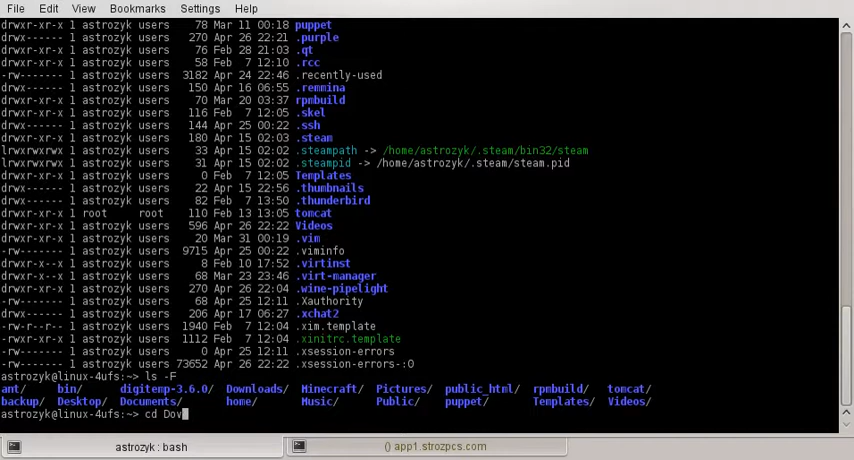 File Edit View Bookmarks Settings Help
drwxr-xr-x 1 astrozyk users 78 Mar 11 00:18 puppet
drwx------ 1 astrozyk users 270 Apr 26 22:21 .purple
drwxr-xr-x 1 astrozyk users 76 Feb 28 21:03 .qt
drwxr-xr-x 1 astrozyk users 58 Feb 7 12:10 .rcc
-rw------- 1 astrozyk users 3182 Apr 24 22:46 .recently-used
drwxr-xr-x 1 astrozyk users 150 Apr 16 06:55 .remmina
drwxr-xr-x 1 astrozyk users 70 Mar 20 03:37 rpmbuild
drwxr-xr-x 1 astrozyk users 116 Feb 7 12:05 .skel
drwx------ 1 astrozyk users 144 Apr 25 00:22 .ssh
drwxr-xr-x 1 astrozyk users 180 Apr 15 02:03 .steam
lrwxrwxrwx 1 astrozyk users 33 Apr 15 02:02 .steampath -> /home/astrozyk/.steam/bin32/steam
lrwxrwxrwx 1 astrozyk users 31 Apr 15 02:02 .steampid -> /home/astrozyk/.steam/steam.pid
drwxr-xr-x 1 astrozyk users 0 Feb 7 12:05 Templates
drwx------ 1 astrozyk users 22 Apr 15 22:56 .thumbnails
drwx------ 1 astrozyk users 82 Feb 7 13:50 .thunderbird
drwxr-xr-x 1 root root 110 Feb 13 13:05 tomcat
drwxr-xr-x 1 astrozyk users 596 Apr 26 22:22 Videos
drwx------ 1 astrozyk users 20 Mar 31 00:19 .vim
-rw------- 1 astrozyk users 9715 Apr 25 00:22 .viminfo
drwxr-x--x 1 astrozyk users 8 Feb 10 17:52 .virtinst
drwxr-x--x 1 astrozyk users 68 Mar 23 23:46 .virt-manager
drwxr-xr-x 1 astrozyk users 270 Apr 26 22:04 .wine-pipelight
-rw------- 1 astrozyk users 68 Apr 25 12:11 .Xauthority
drwx------ 1 astrozyk users 206 Apr 17 06:27 .xchat2
-rw-r--r-- 1 astrozyk users 1940 Feb 7 12:04 .xim.template
-rwxr-xr-x 1 astrozyk users 1112 Feb 7 12:04 .xinitrc.template
-rw------- 1 astrozyk users 0 Apr 25 12:11 .xsession-errors
-rw------- 1 astrozyk users 73652 Apr 26 22:22 .xsession-errors-:0
astrozyk@linux-4ufs:~> ls -F
ant/ bin/ digitemp-3.6.0/ Downloads/ Minecraft/ Pictures/ public_html/ rpmbuild/ tomcat/
backup/ Desktop/ Documents/ home/ Music/ Public/ puppet/ Templates/ Videos/
astrozyk@linux-4ufs:~> cd Dov
astrozyk : bash
() app1.strozpcs.com